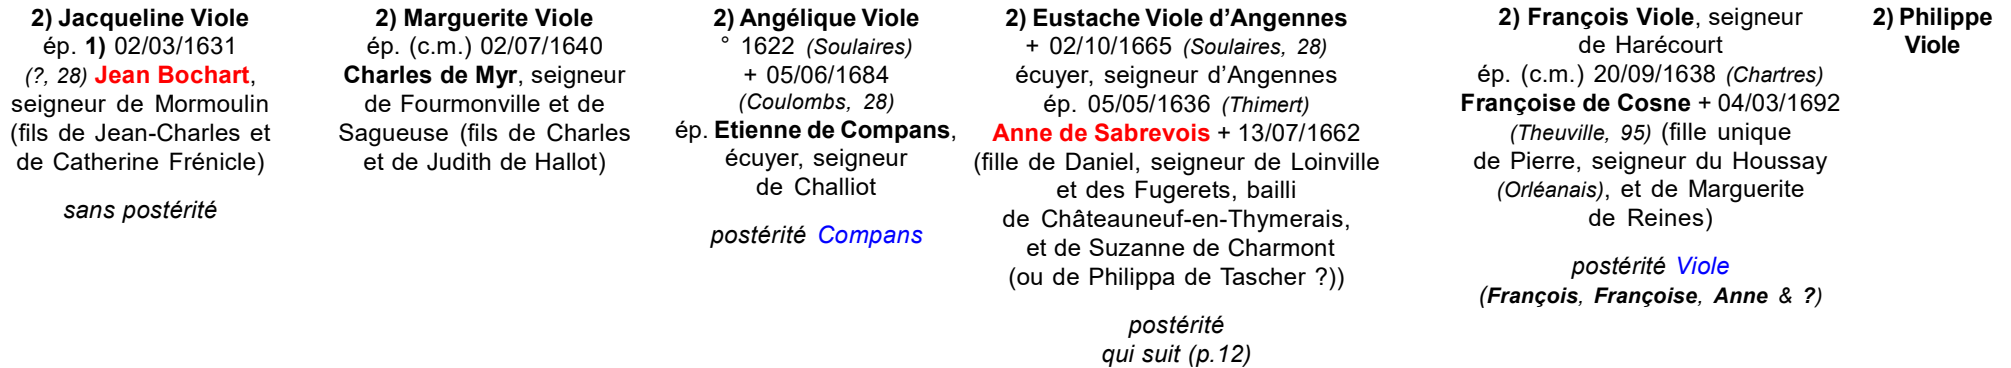 2) Jacqueline Viole
ép. 1) 02/03/1631
(?, 28) Jean Bochart,
seigneur de Mormoulin
(fils de Jean-Charles et
de Catherine Frénicle)
sans postérité
2) Marguerite Viole
ép. (c.m.) 02/07/1640
Charles de Myr, seigneur
de Fourmonville et de
Sagueuse (fils de Charles
et de Judith de Hallot)
2) Angélique Viole
° 1622 (Soulaires)
+ 05/06/1684
(Coulombs, 28)
ép. Etienne de Compans,
écuyer, seigneur
de Challiot
postérité Compans
2) Eustache Viole d’Angennes
+ 02/10/1665 (Soulaires, 28)
écuyer, seigneur d’Angennes
ép. 05/05/1636 (Thimert)
Anne de Sabrevois + 13/07/1662
(fille de Daniel, seigneur de Loinville
et des Fugerets, bailli
de Châteauneuf-en-Thymerais,
et de Suzanne de Charmont
(ou de Philippa de Tascher ?))
postérité
qui suit (p.12)
2) François Viole, seigneur
de Harécourt
ép. (c.m.) 20/09/1638 (Chartres)
Françoise de Cosne + 04/03/1692
(Theuville, 95) (fille unique
de Pierre, seigneur du Houssay
(Orléanais), et de Marguerite
de Reines)
postérité Viole
(François, Françoise, Anne & ?)
2) Philippe
Viole